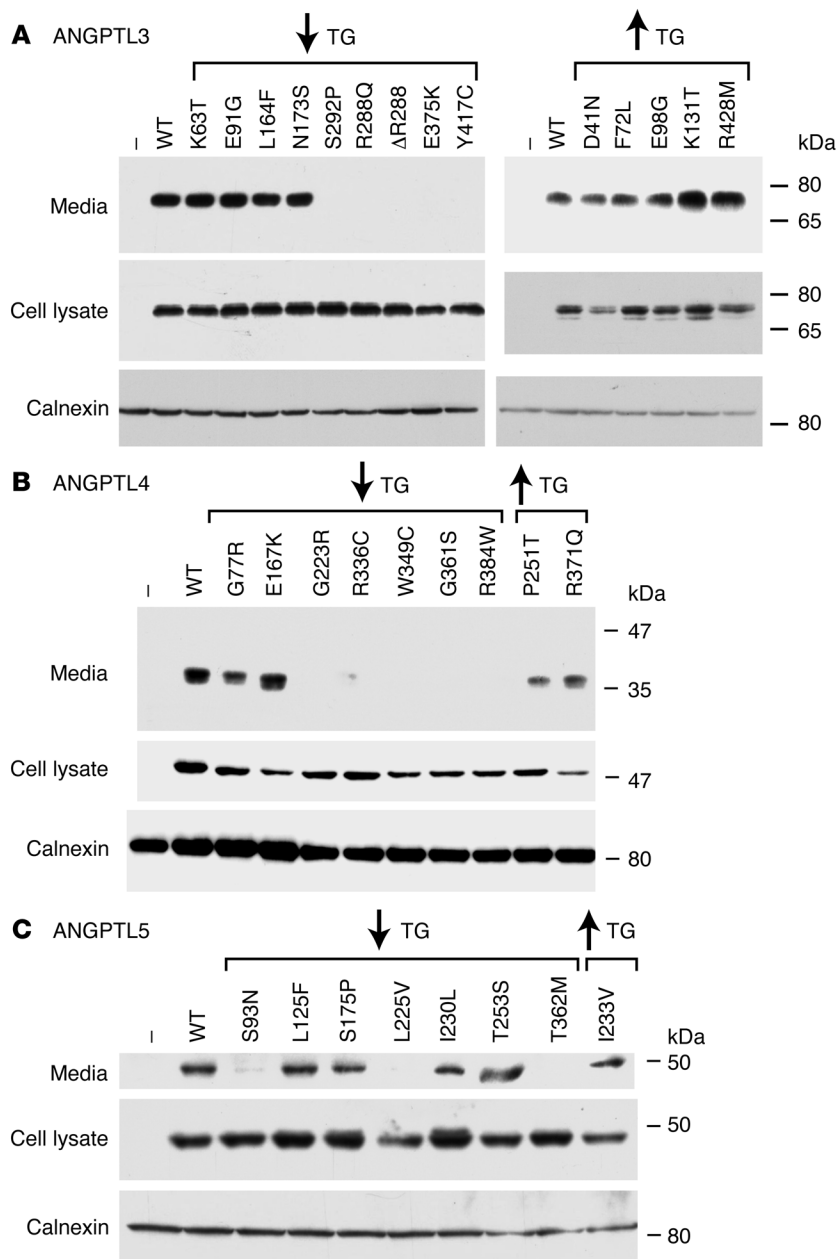 A ANGPTL3 ↓ TG ↑ TG
– WT K63T E91G L164F N173S S292P R288Q ΔR288 E375K Y417C – WT D41N F72L E98G K131T R428M kDa
Media – 80
– 65
Cell lysate – 80
– 65
Calnexin – 80
B ANGPTL4 ↓ TG ↑ TG
– WT G77R E167K G223R R336C W349C G361S R384W P251T R371Q kDa
– 47
Media – 35
Cell lysate – 47
Calnexin – 80
C ANGPTL5 ↓ TG ↑ TG
– WT S93N L125F S175P L225V I230L T253S T362M I233V kDa
Media – 50
Cell lysate – 50
Calnexin – 80